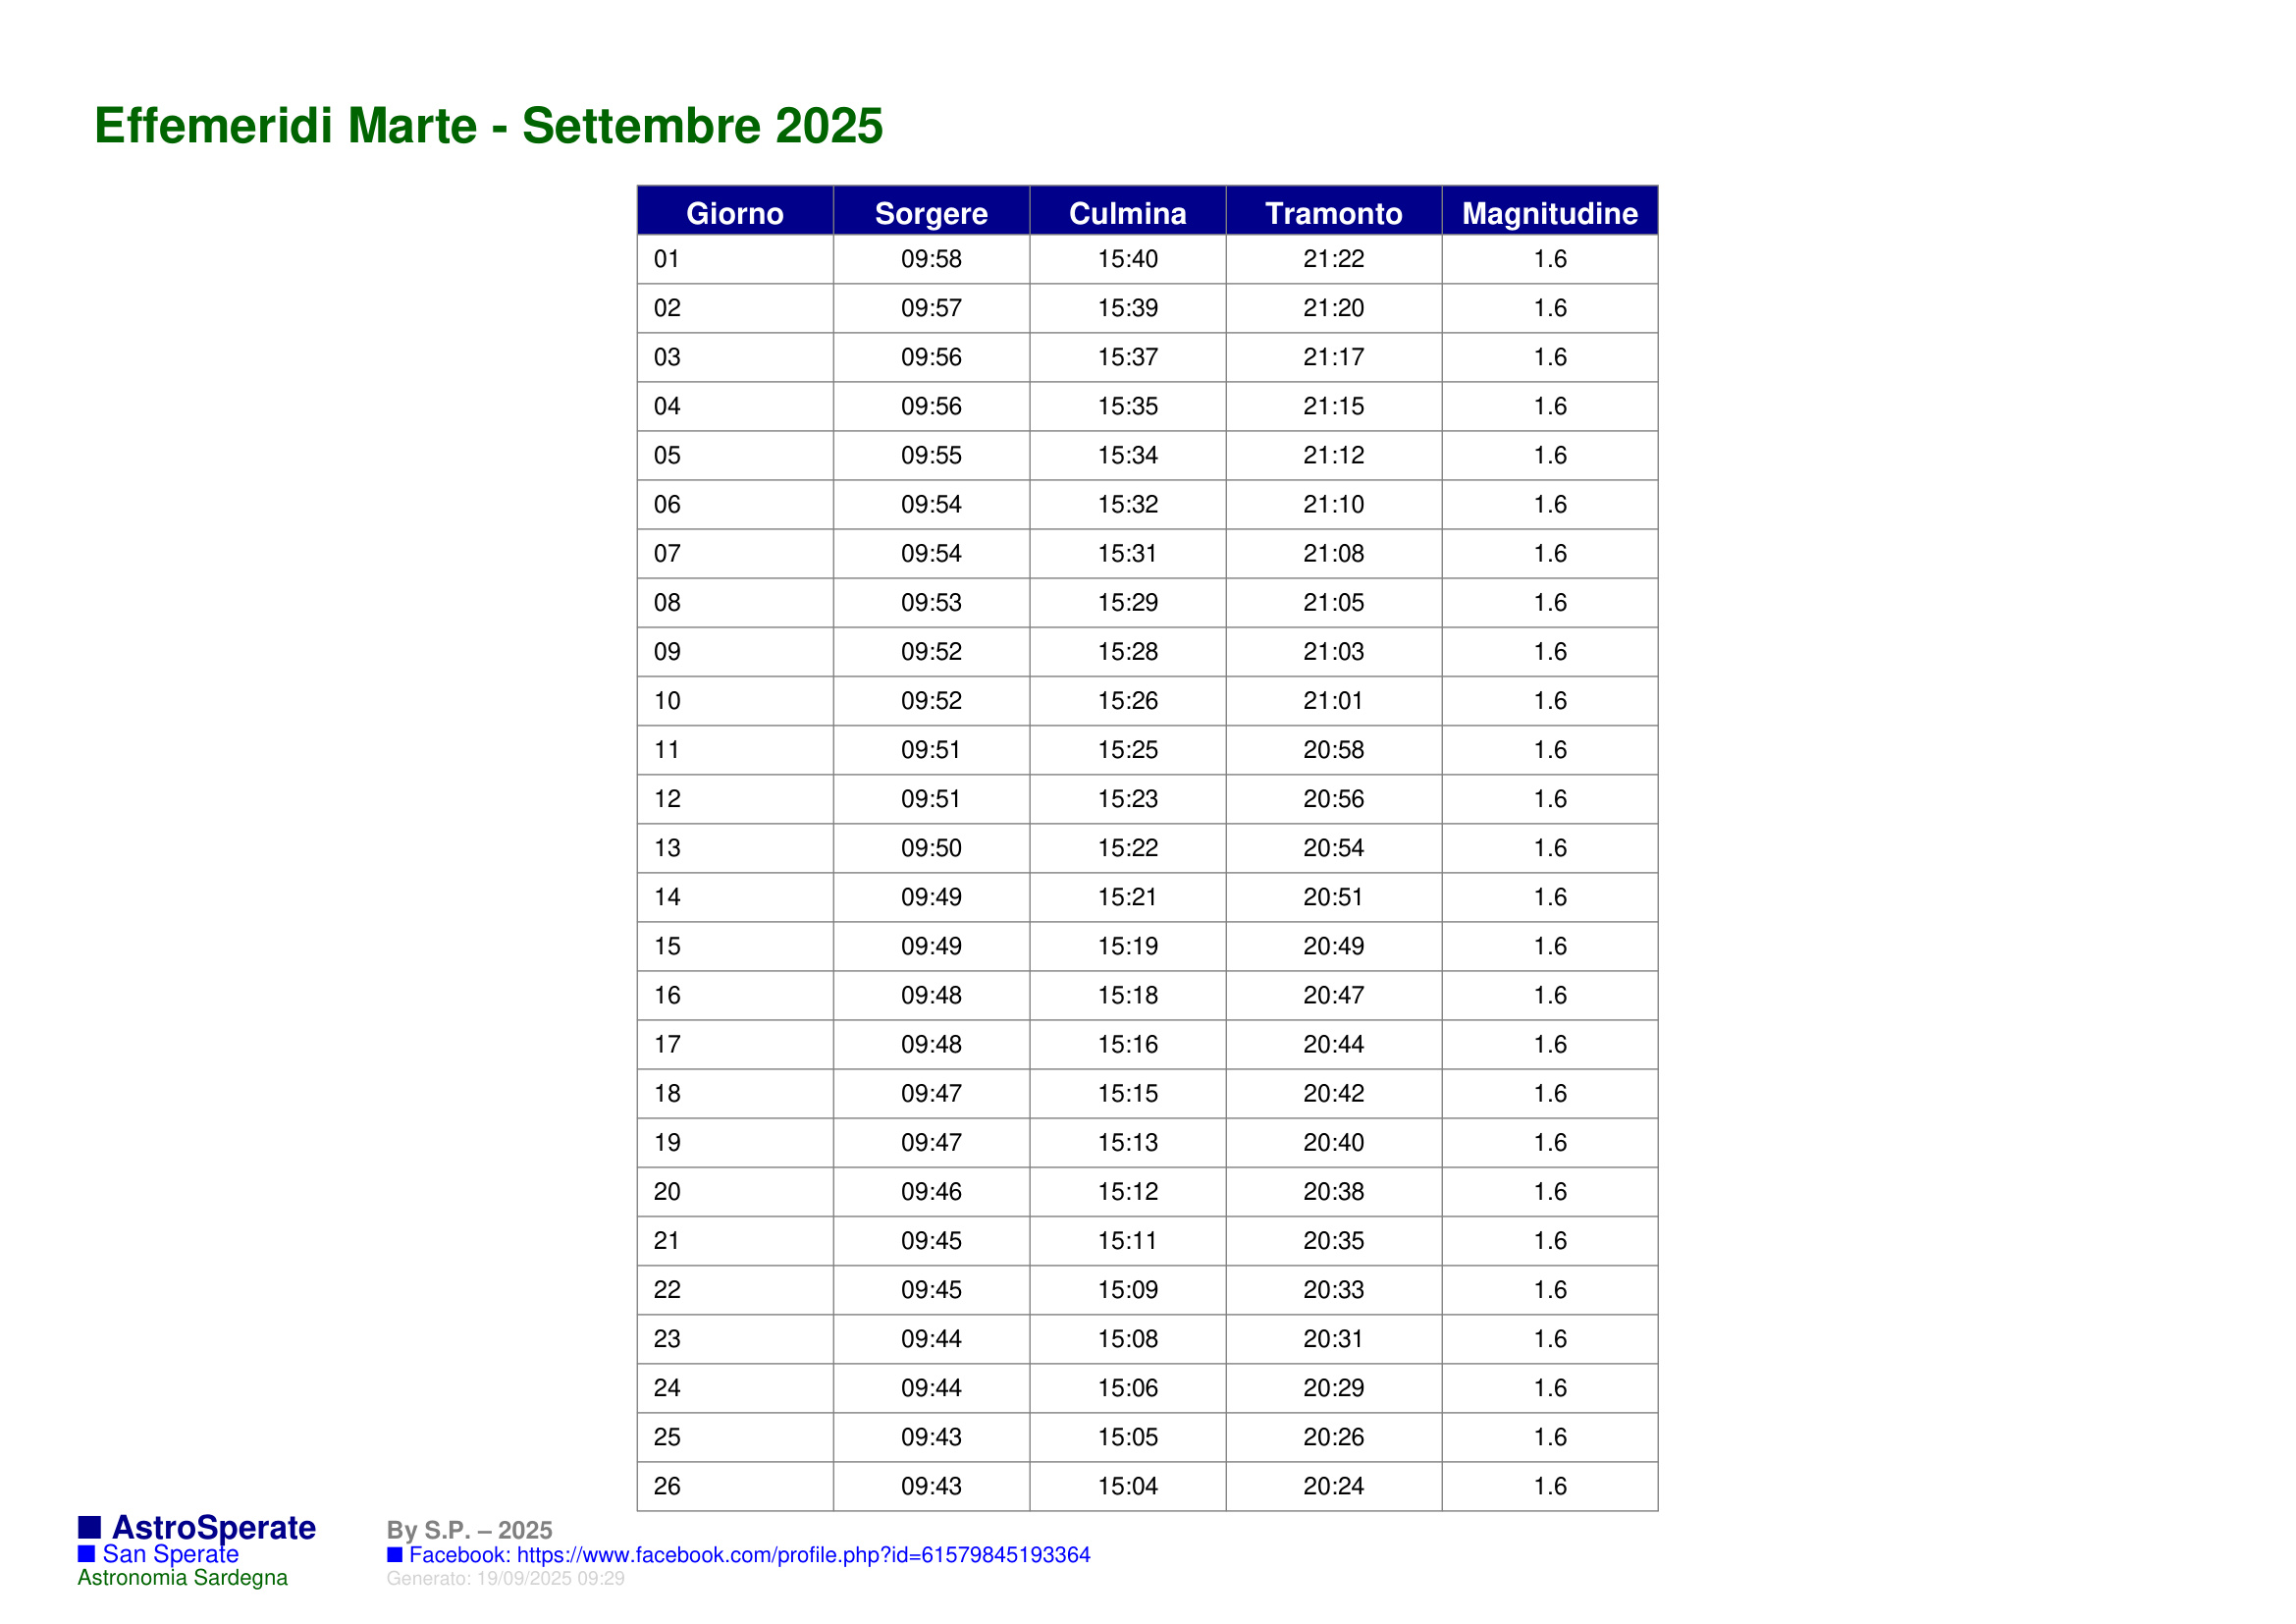 Effemeridi Marte - Settembre 2025
Giorno Sorgere Culmina Tramonto Magnitudine
01 09:58 15:40 21:22 1.6
02 09:57 15:39 21:20 1.6
03 09:56 15:37 21:17 1.6
04 09:56 15:35 21:15 1.6
05 09:55 15:34 21:12 1.6
06 09:54 15:32 21:10 1.6
07 09:54 15:31 21:08 1.6
08 09:53 15:29 21:05 1.6
09 09:52 15:28 21:03 1.6
10 09:52 15:26 21:01 1.6
11 09:51 15:25 20:58 1.6
12 09:51 15:23 20:56 1.6
13 09:50 15:22 20:54 1.6
14 09:49 15:21 20:51 1.6
15 09:49 15:19 20:49 1.6
16 09:48 15:18 20:47 1.6
17 09:48 15:16 20:44 1.6
18 09:47 15:15 20:42 1.6
19 09:47 15:13 20:40 1.6
20 09:46 15:12 20:38 1.6
21 09:45 15:11 20:35 1.6
22 09:45 15:09 20:33 1.6
23 09:44 15:08 20:31 1.6
24 09:44 15:06 20:29 1.6
25 09:43 15:05 20:26 1.6
26 09:43 15:04 20:24 1.6
■ AstroSperate
■ San Sperate
Astronomia Sardegna
By S.P. – 2025
■ Facebook: https://www.facebook.com/profile.php?id=61579845193364
Generato: 19/09/2025 09:29